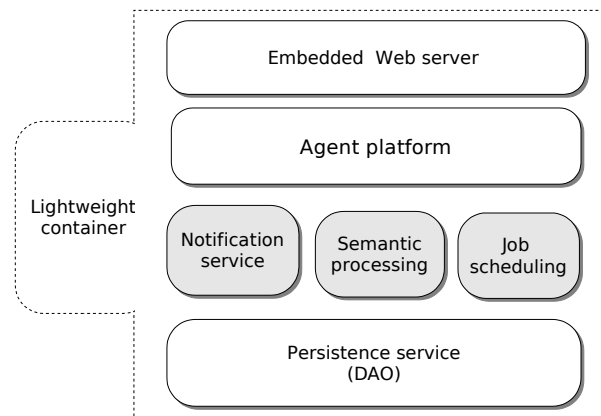 Embedded Web server
Agent platform
Lightweight
container
Notification
service
Semantic
processing
Job
scheduling
Persistence service
(DAO)